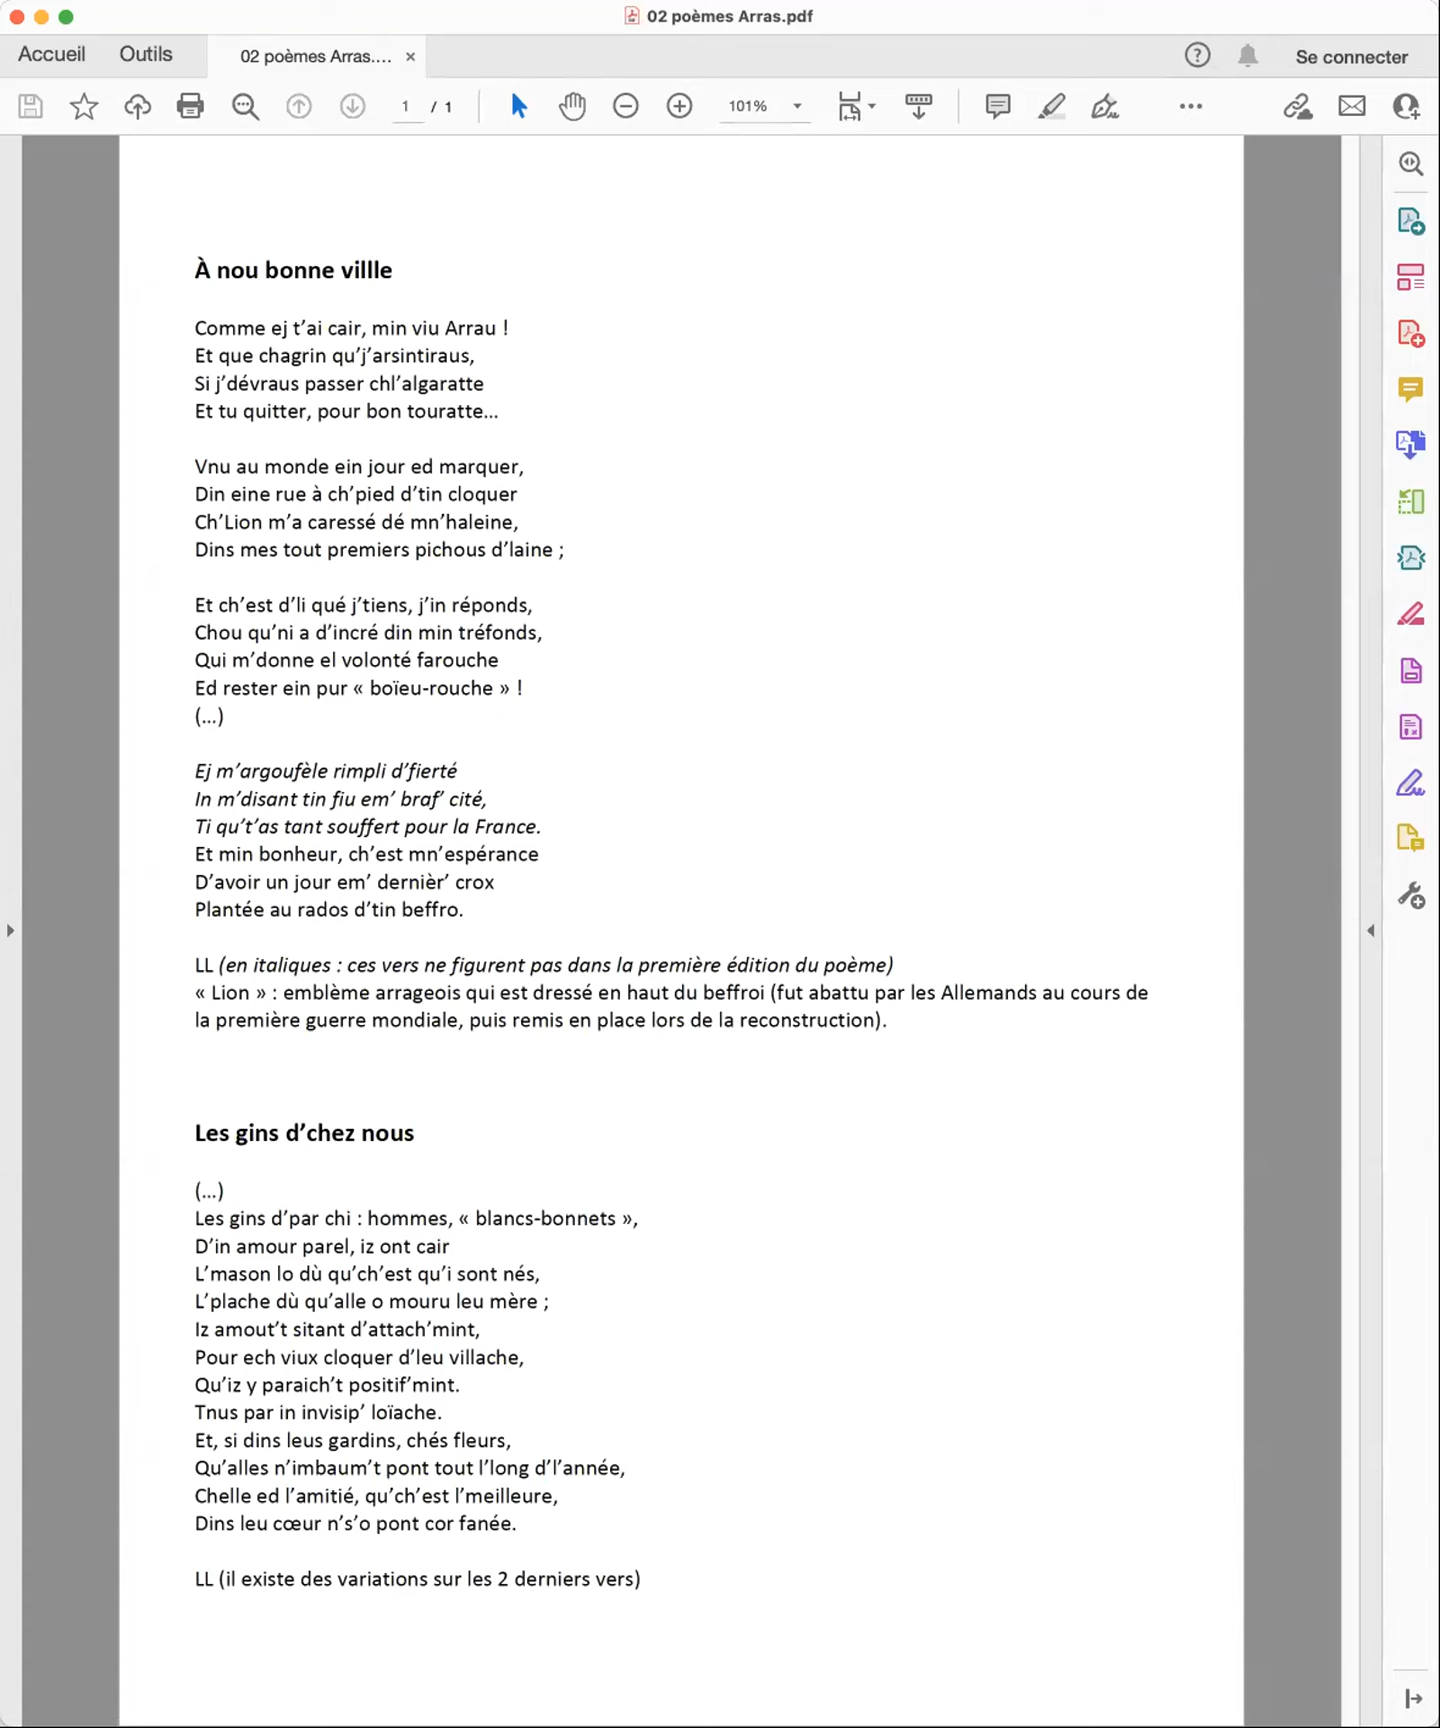 02 poèmes Arras.pdf
Accueil
Outils
02 poèmes Arras.... ×
Se connecter
1 / 1
101%
À nou bonne villle
Comme ej t’ai cair, min viu Arrau !
Et que chagrin qu’j’arsintiraus,
Si j’dévraus passer chl’algaratte
Et tu quitter, pour bon touratte...
Vnu au monde ein jour ed marquer,
Din eine rue à ch’pied d’tin cloquer
Ch’Lion m’a caressé dé mn’haleine,
Dins mes tout premiers pichous d’laine ;
Et ch’est d’li qué j’tiens, j’in réponds,
Chou qu’ni a d’incré din min tréfonds,
Qui m’donne el volonté farouche
Ed rester ein pur « boïeu-rouche » !
(...)
Ej m’argoufèle rimpli d’fierté
In m’disant tin fiu em’ braf’ cité,
Ti qu’t’as tant souffert pour la France.
Et min bonheur, ch’est mn’espérance
D’avoir un jour em’ dernièr’ crox
Plantée au rados d’tin beffro.
LL (en italiques : ces vers ne figurent pas dans la première édition du poème)
« Lion » : emblème arrageois qui est dressé en haut du beffroi (fut abattu par les Allemands au cours de
la première guerre mondiale, puis remis en place lors de la reconstruction).
Les gins d’chez nous
(...)
Les gins d’par chi : hommes, « blancs-bonnets »,
D’in amour parel, iz ont cair
L’mason lo dù qu’ch’est qu’i sont nés,
L’plache dù qu’alle o mouru leu mère ;
Iz amout’t sitant d’attach’mint,
Pour ech viux cloquer d’leu villache,
Qu’iz y paraich’t positif’mint.
Tnus par in invisip’ loïache.
Et, si dins leus gardins, chés fleurs,
Qu’alles n’imbaum’t pont tout l’long d’l’année,
Chelle ed l’amitié, qu’ch’est l’meilleure,
Dins leu cœur n’s’o pont cor fanée.
LL (il existe des variations sur les 2 derniers vers)